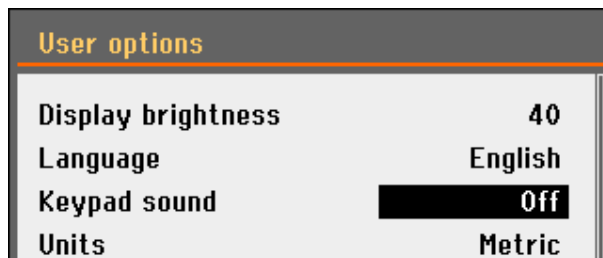 User options
Display brightness 40
Language English
Keypad sound Off
Units Metric